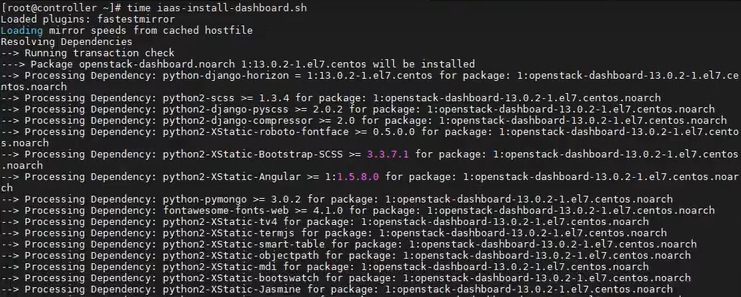 [root@controller ~]# time iaas-install-dashboard.sh
Loaded plugins: fastestmirror
Loading mirror speeds from cached hostfile
Resolving Dependencies
--> Running transaction check
---> Package openstack-dashboard.noarch 1:13.0.2-1.el7.centos will be installed
--> Processing Dependency: python-django-horizon = 1:13.0.2-1.el7.centos for package: 1:openstack-dashboard-13.0.2-1.el7.ce
ntos.noarch
--> Processing Dependency: python2-scss >= 1.3.4 for package: 1:openstack-dashboard-13.0.2-1.el7.centos.noarch
--> Processing Dependency: python2-django-pyscss >= 2.0.2 for package: 1:openstack-dashboard-13.0.2-1.el7.centos.noarch
--> Processing Dependency: python2-django-compressor >= 2.0 for package: 1:openstack-dashboard-13.0.2-1.el7.centos.noarch
--> Processing Dependency: python2-XStatic-roboto-fontface >= 0.5.0.0 for package: 1:openstack-dashboard-13.0.2-1.el7.cento
s.noarch
--> Processing Dependency: python2-XStatic-Bootstrap-SCSS >= 3.3.7.1 for package: 1:openstack-dashboard-13.0.2-1.el7.centos
.noarch
--> Processing Dependency: python2-XStatic-Angular >= 1:1.5.8.0 for package: 1:openstack-dashboard-13.0.2-1.el7.centos.noar
ch
--> Processing Dependency: python-pymongo >= 3.0.2 for package: 1:openstack-dashboard-13.0.2-1.el7.centos.noarch
--> Processing Dependency: fontawesome-fonts-web >= 4.1.0 for package: 1:openstack-dashboard-13.0.2-1.el7.centos.noarch
--> Processing Dependency: python2-XStatic-tv4 for package: 1:openstack-dashboard-13.0.2-1.el7.centos.noarch
--> Processing Dependency: python2-XStatic-termjs for package: 1:openstack-dashboard-13.0.2-1.el7.centos.noarch
--> Processing Dependency: python2-XStatic-smart-table for package: 1:openstack-dashboard-13.0.2-1.el7.centos.noarch
--> Processing Dependency: python2-XStatic-objectpath for package: 1:openstack-dashboard-13.0.2-1.el7.centos.noarch
--> Processing Dependency: python2-XStatic-mdi for package: 1:openstack-dashboard-13.0.2-1.el7.centos.noarch
--> Processing Dependency: python2-XStatic-bootswatch for package: 1:openstack-dashboard-13.0.2-1.el7.centos.noarch
--> Processing Dependency: python2-XStatic-Jasmine for package: 1:openstack-dashboard-13.0.2-1.el7.centos.noarch